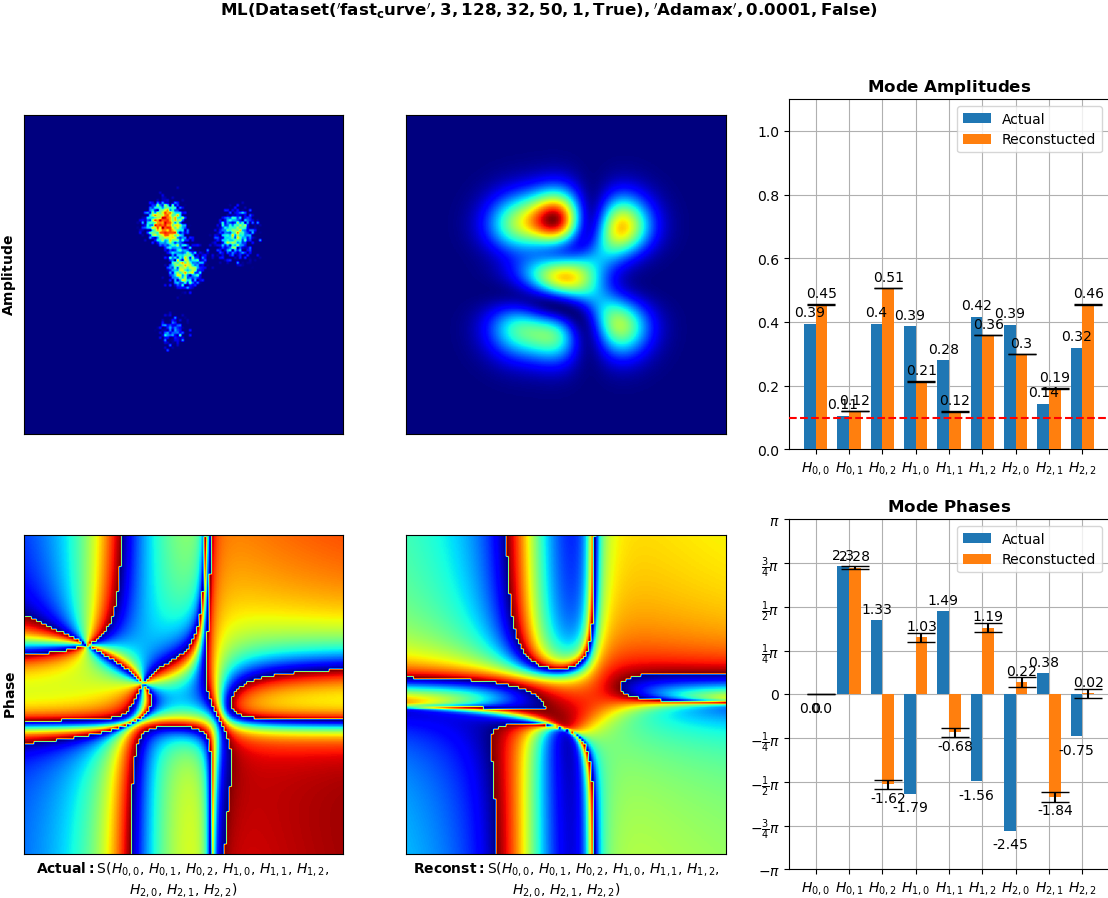 ML(Dataset('fast_curve', 3, 128, 32, 50, 1, True), 'Adamax', 0.0001, False)
Amplitude
Mode Amplitudes
Actual
Reconstucted
1.0
0.8
0.6
0.4
0.2
0.0
0.39 0.45 0.11 0.12 0.4 0.51 0.39 0.21 0.28 0.12 0.42 0.36 0.39 0.3 0.14 0.19 0.32 0.46
H0,0 H0,1 H0,2 H1,0 H1,1 H1,2 H2,0 H2,1 H2,2
Phase
Mode Phases
Actual
Reconstucted
π
3/4π
1/2π
1/4π
0
−1/4π
−1/2π
−3/4π
−π
0.0 0.0 2.3 2.28 1.33 -1.62 -1.79 1.03 1.49 -0.68 -1.56 1.19 -2.45 0.22 0.38 -1.84 -0.75 0.02
H0,0 H0,1 H0,2 H1,0 H1,1 H1,2 H2,0 H2,1 H2,2
Actual: S(H0,0, H0,1, H0,2, H1,0, H1,1, H1,2,
H2,0, H2,1, H2,2)
Reconst: S(H0,0, H0,1, H0,2, H1,0, H1,1, H1,2,
H2,0, H2,1, H2,2)